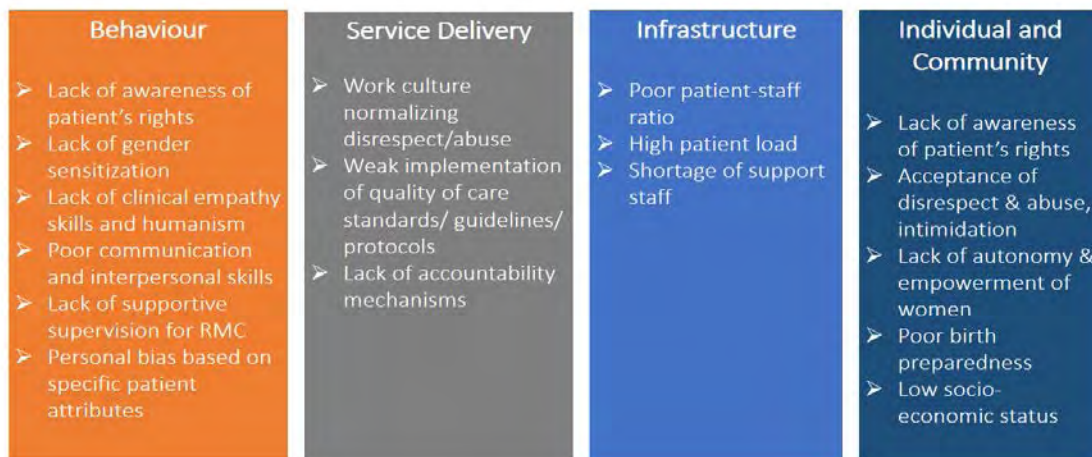 Behaviour
➢ Lack of awareness of
patient's rights
➢ Lack of gender
sensitization
➢ Lack of clinical empathy
skills and humanism
➢ Poor communication
and interpersonal skills
➢ Lack of supportive
supervision for RMC
➢ Personal bias based on
specific patient
attributes
Service Delivery
➢ Work culture
normalizing
disrespect/abuse
➢ Weak implementation
of quality of care
standards/ guidelines/
protocols
➢ Lack of accountability
mechanisms
Infrastructure
➢ Poor patient-staff
ratio
➢ High patient load
➢ Shortage of support
staff
Individual and
Community
➢ Lack of awareness
of patient's rights
➢ Acceptance of
disrespect & abuse,
intimidation
➢ Lack of autonomy &
empowerment of
women
➢ Poor birth
preparedness
➢ Low socio-
economic status